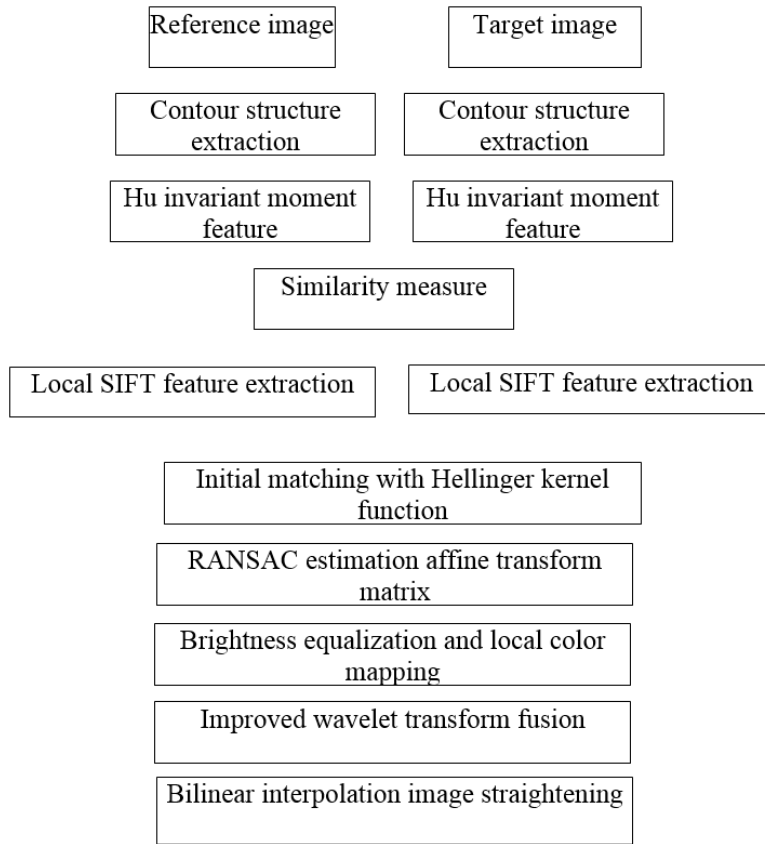 Reference image
Target image
Contour structure
extraction
Contour structure
extraction
Hu invariant moment
feature
Hu invariant moment
feature
Similarity measure
Local SIFT feature extraction
Local SIFT feature extraction
Initial matching with Hellinger kernel
function
RANSAC estimation affine transform
matrix
Brightness equalization and local color
mapping
Improved wavelet transform fusion
Bilinear interpolation image straightening